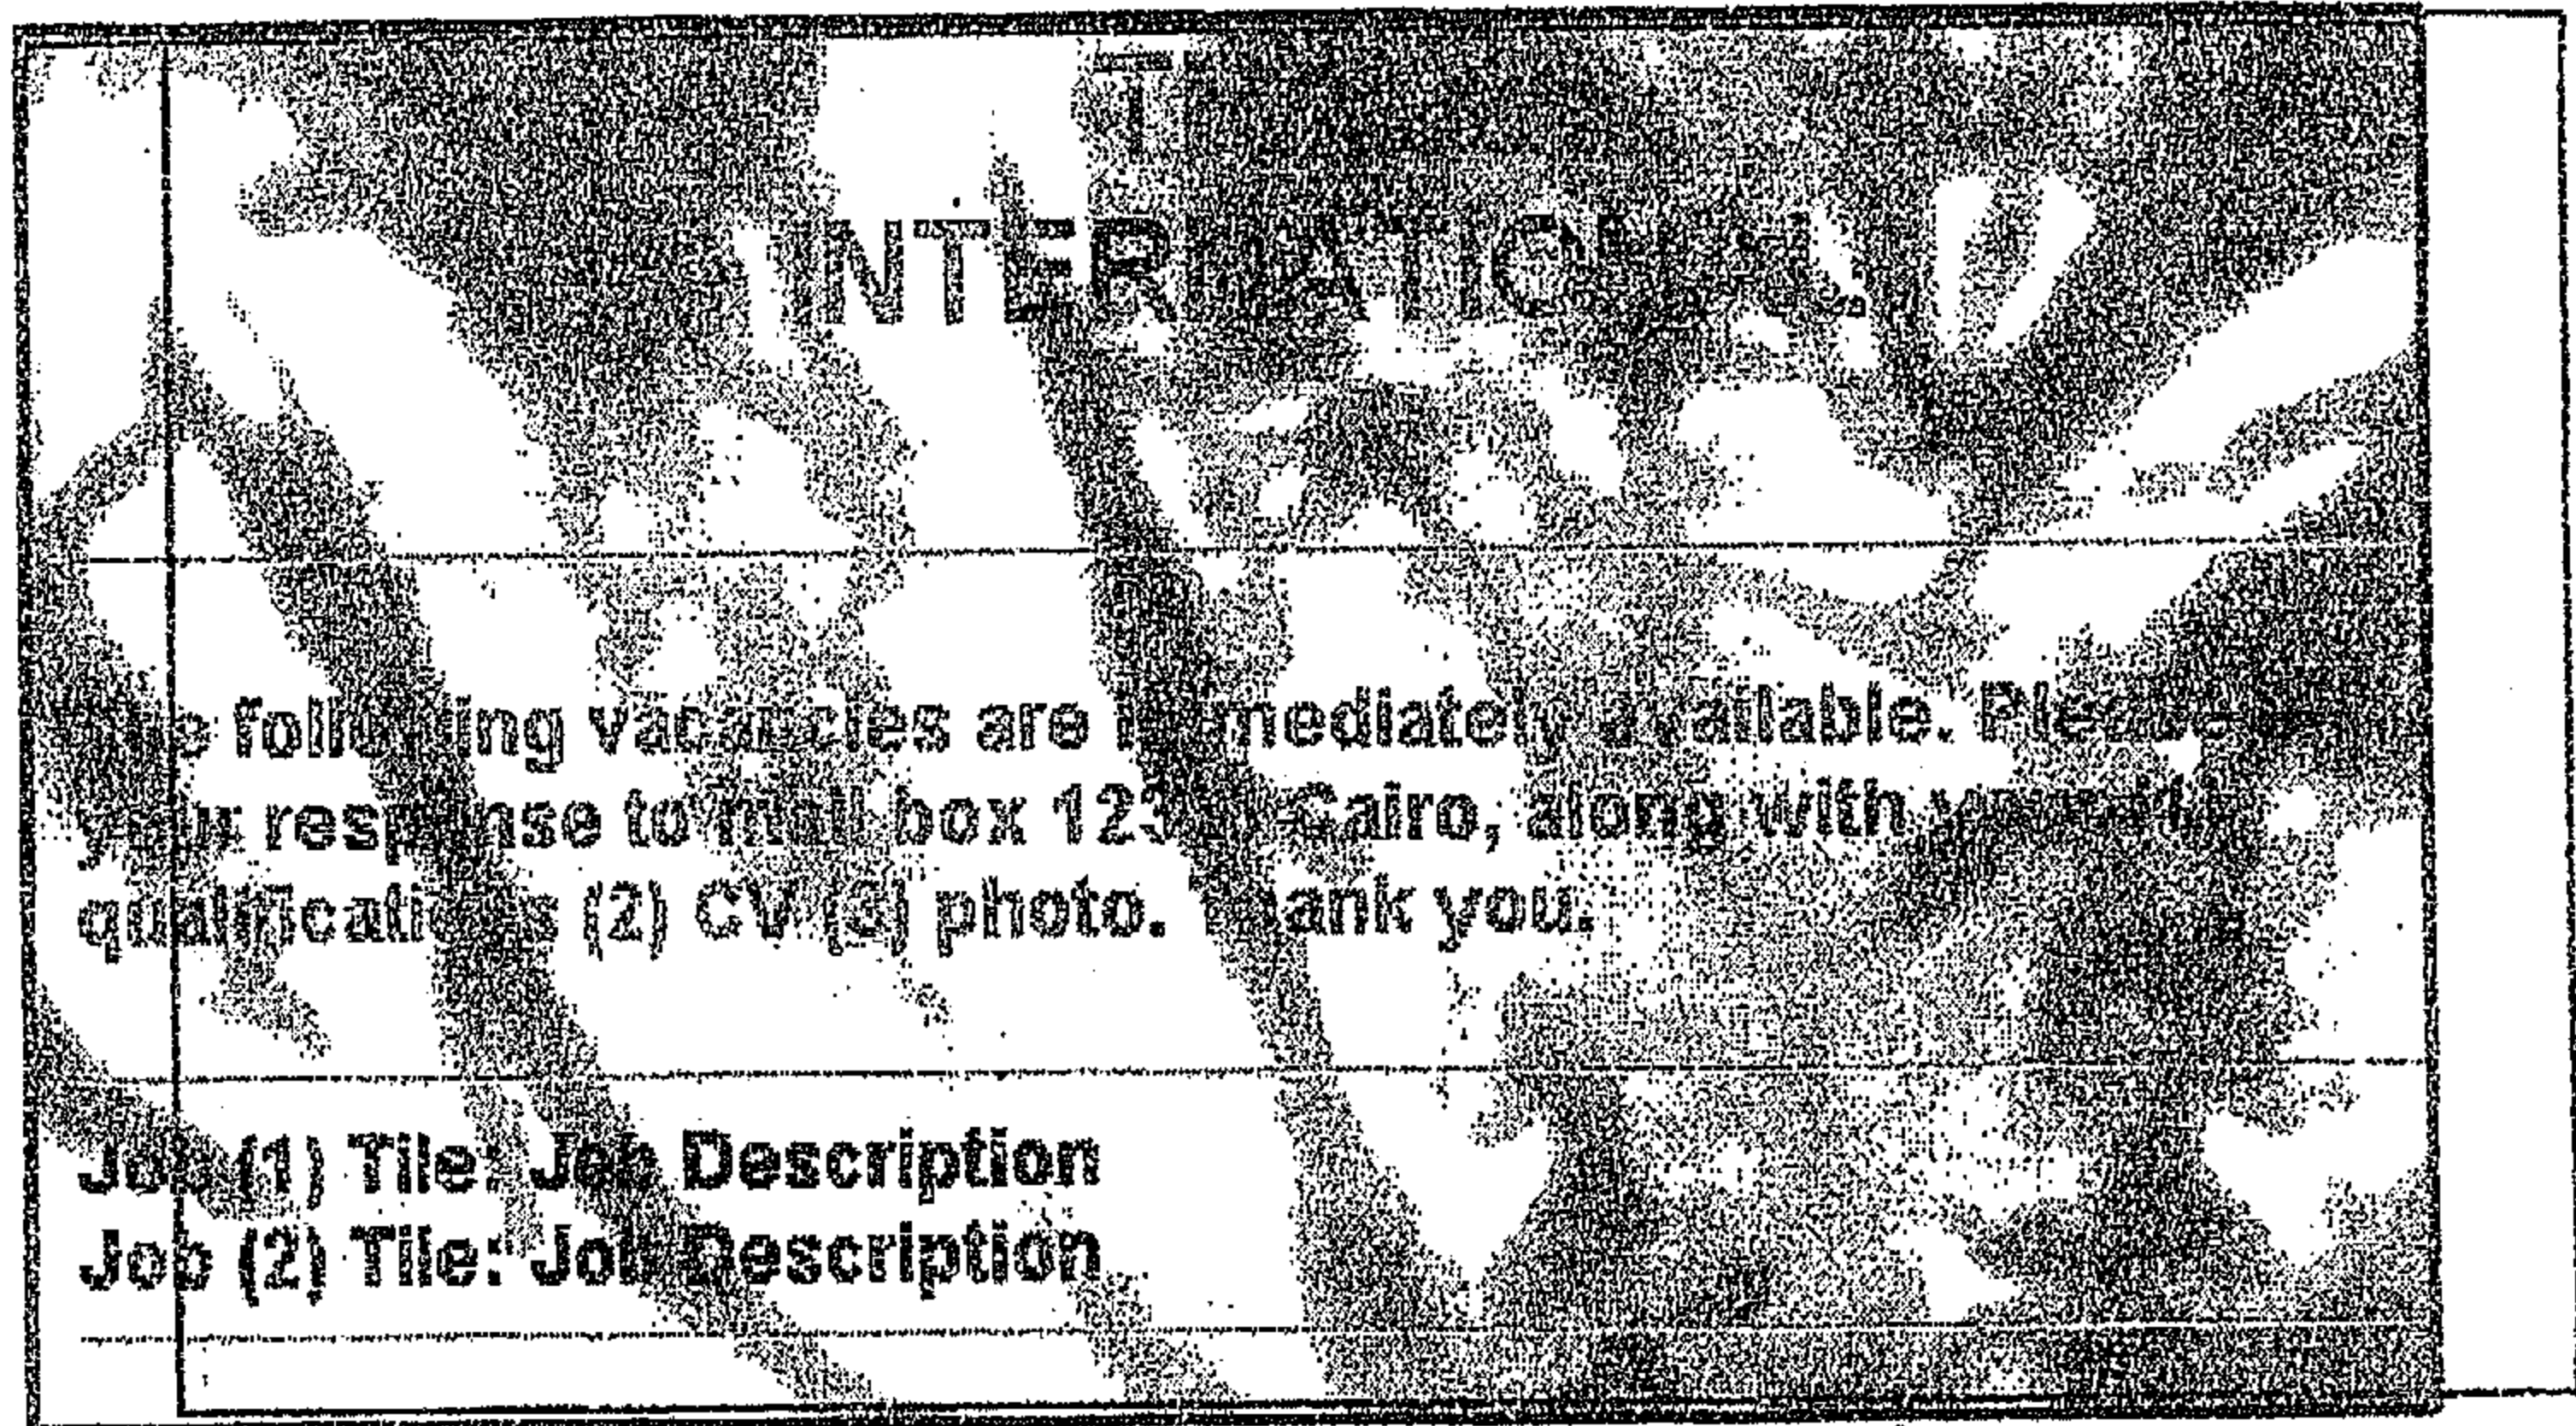 INTERNATIONAL
The following vacancies are immediately available. Please
your response to mail box 123 Cairo, along with your (1)
qualifications (2) CV (3) photo. Thank you.
Job (1) Tile: Job Description
Job (2) Tile: Job Description